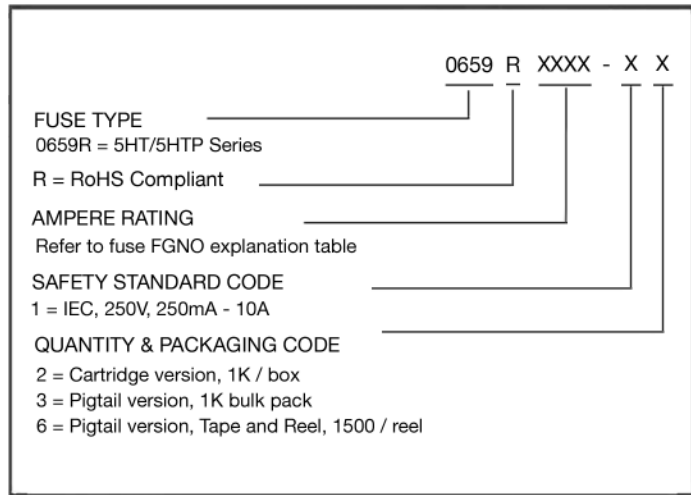 0659 R XXXX - X X
FUSE TYPE
0659R = 5HT/5HTP Series
R = RoHS Compliant
AMPERE RATING
Refer to fuse FGNO explanation table
SAFETY STANDARD CODE
1 = IEC, 250V, 250mA - 10A
QUANTITY & PACKAGING CODE
2 = Cartridge version, 1K / box
3 = Pigtail version, 1K bulk pack
6 = Pigtail version, Tape and Reel, 1500 / reel